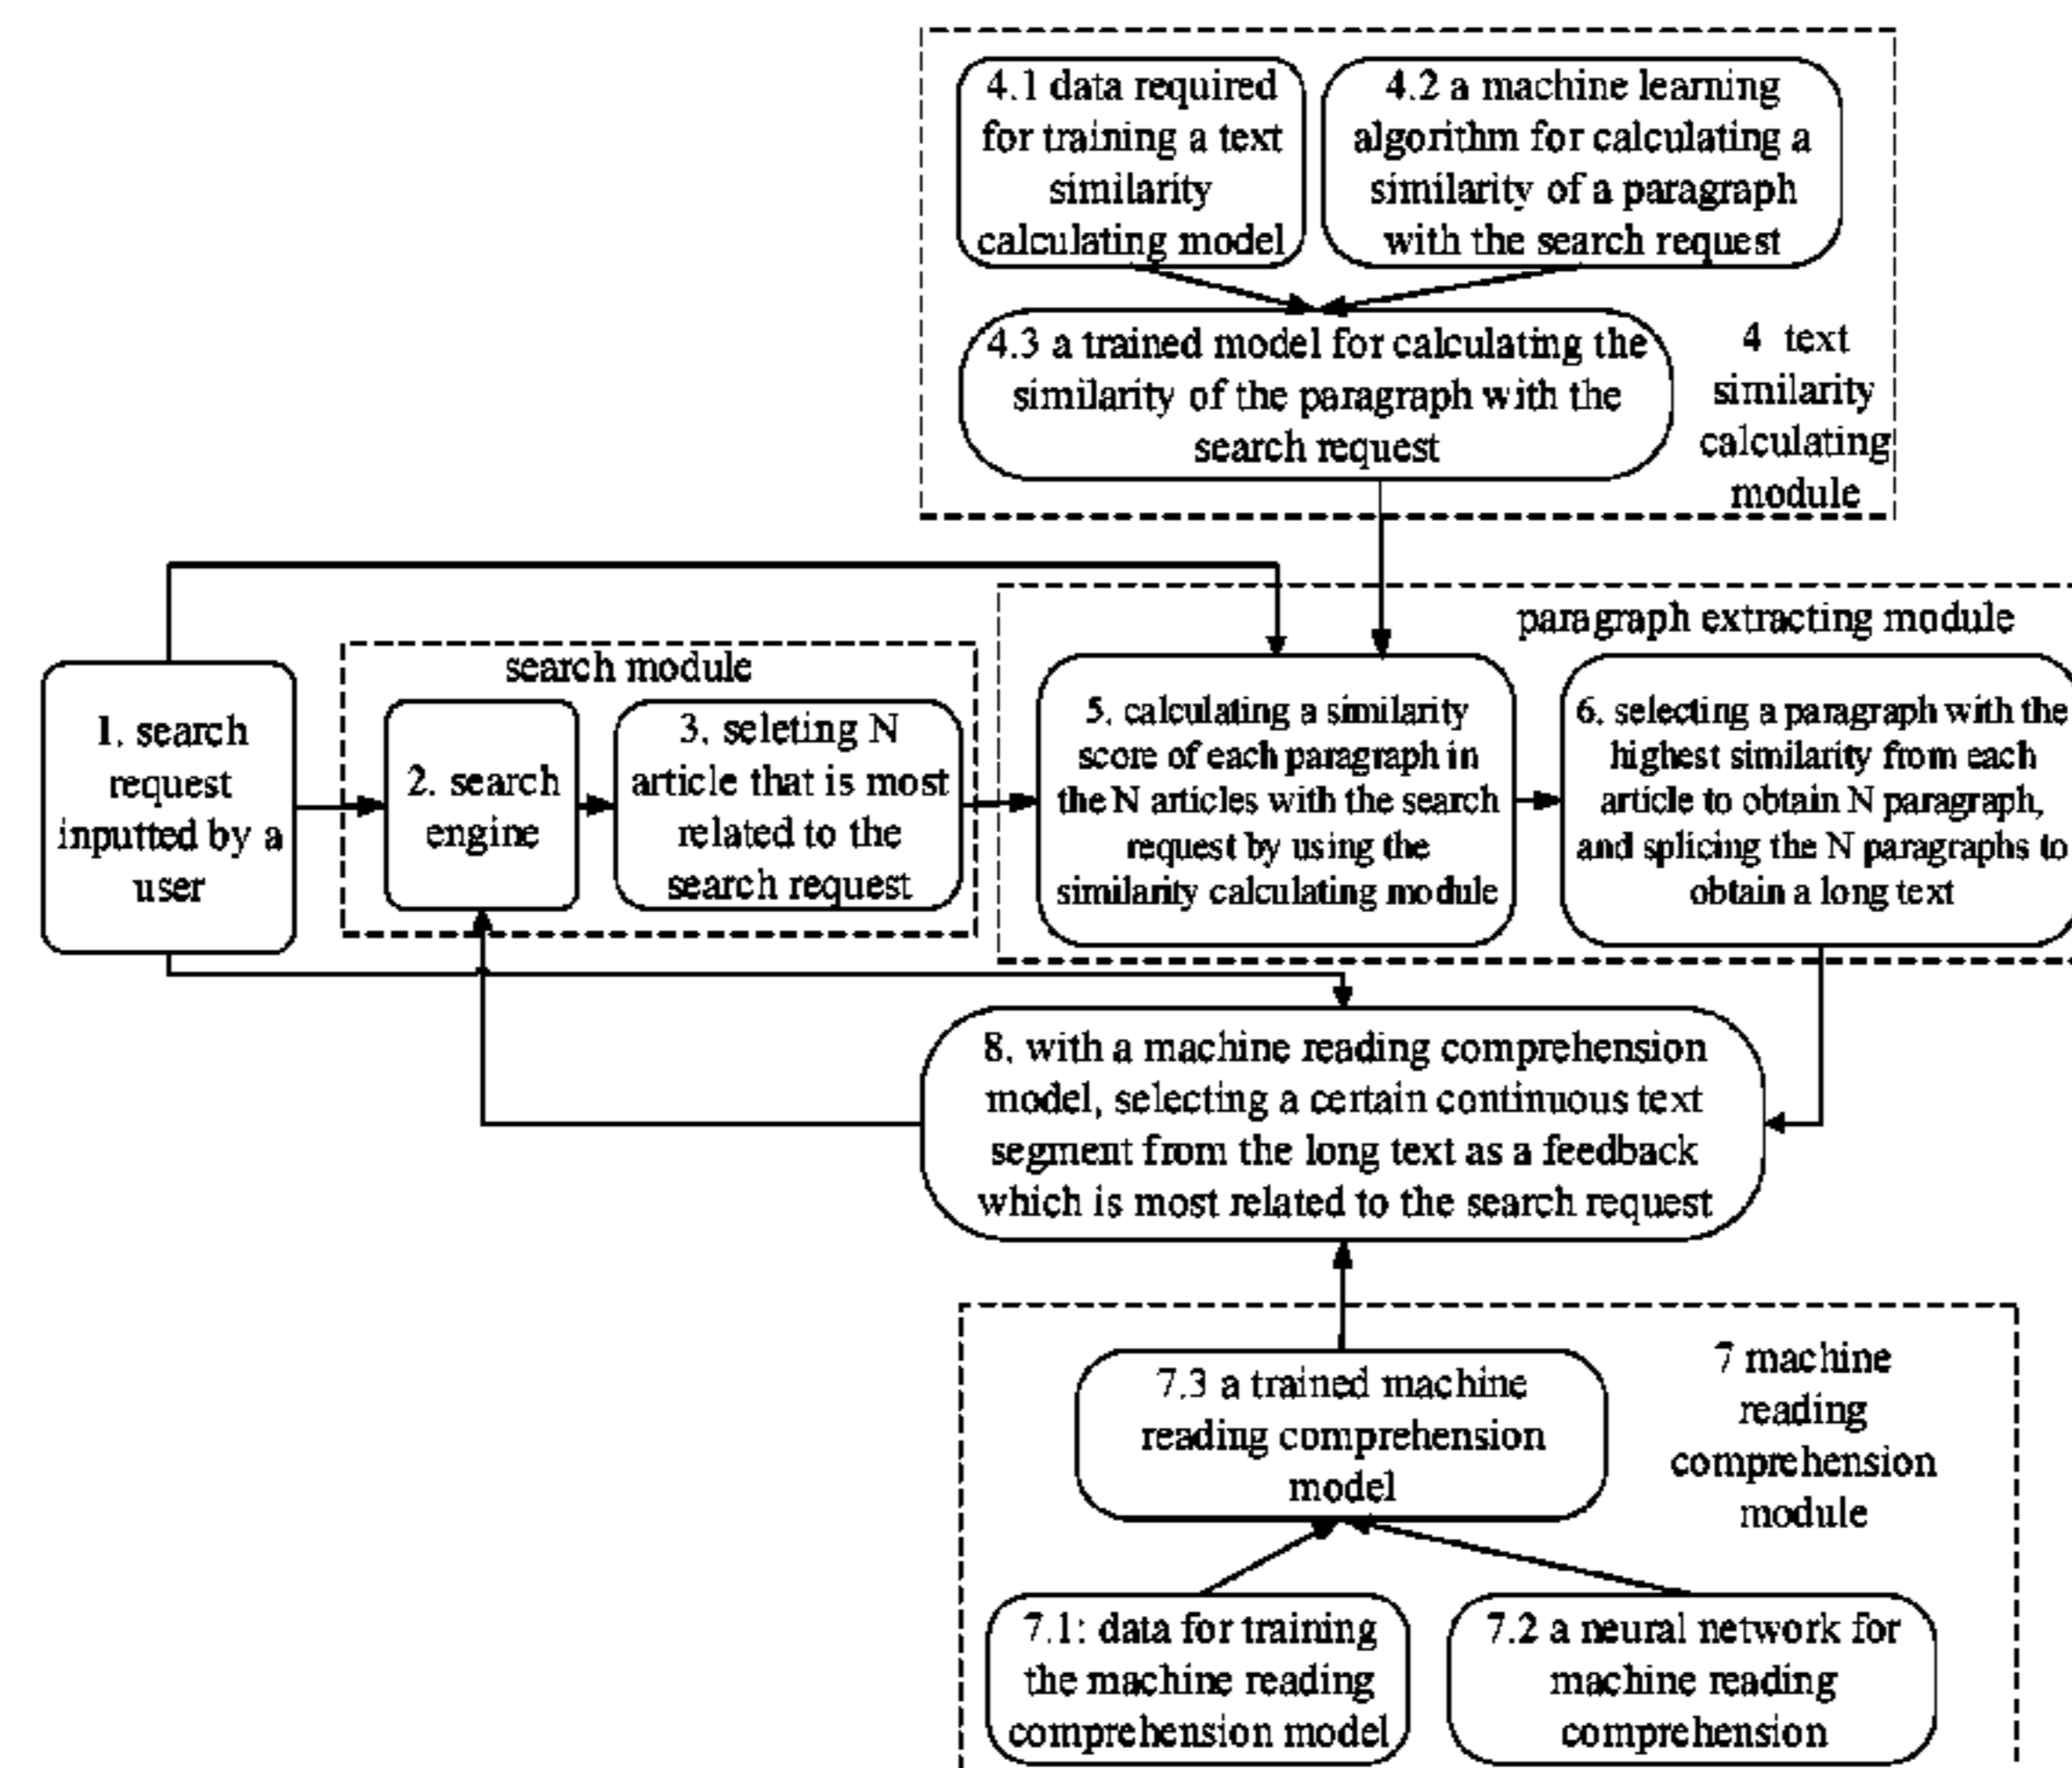 4.1 data required
for training a text
similarity
calculating model
4.2 a machine learning
algorithm for calculating a
similarity of a paragraph
with the search request
4.3 a trained model for calculating the
similarity of the paragraph with the
search request
4 text
similarity
calculating
module
paragraph extracting module
search module
1. search
request
inputted by a
user
2. search
engine
3. seleting N
article that is most
related to the
search request
5. calculating a similarity
score of each paragraph in
the N articles with the search
request by using the
similarity calculating module
6. selecting a paragraph with the
highest similarity from each
article to obtain N paragraph,
and splicing the N paragraphs to
obtain a long text
8. with a machine reading comprehension
model, selecting a certain continuous text
segment from the long text as a feedback
which is most related to the search request
7.3 a trained machine
reading comprehension
model
7 machine
reading
comprehension
module
7.1: data for training
the machine reading
comprehension model
7.2 a neural network for
machine reading
comprehension